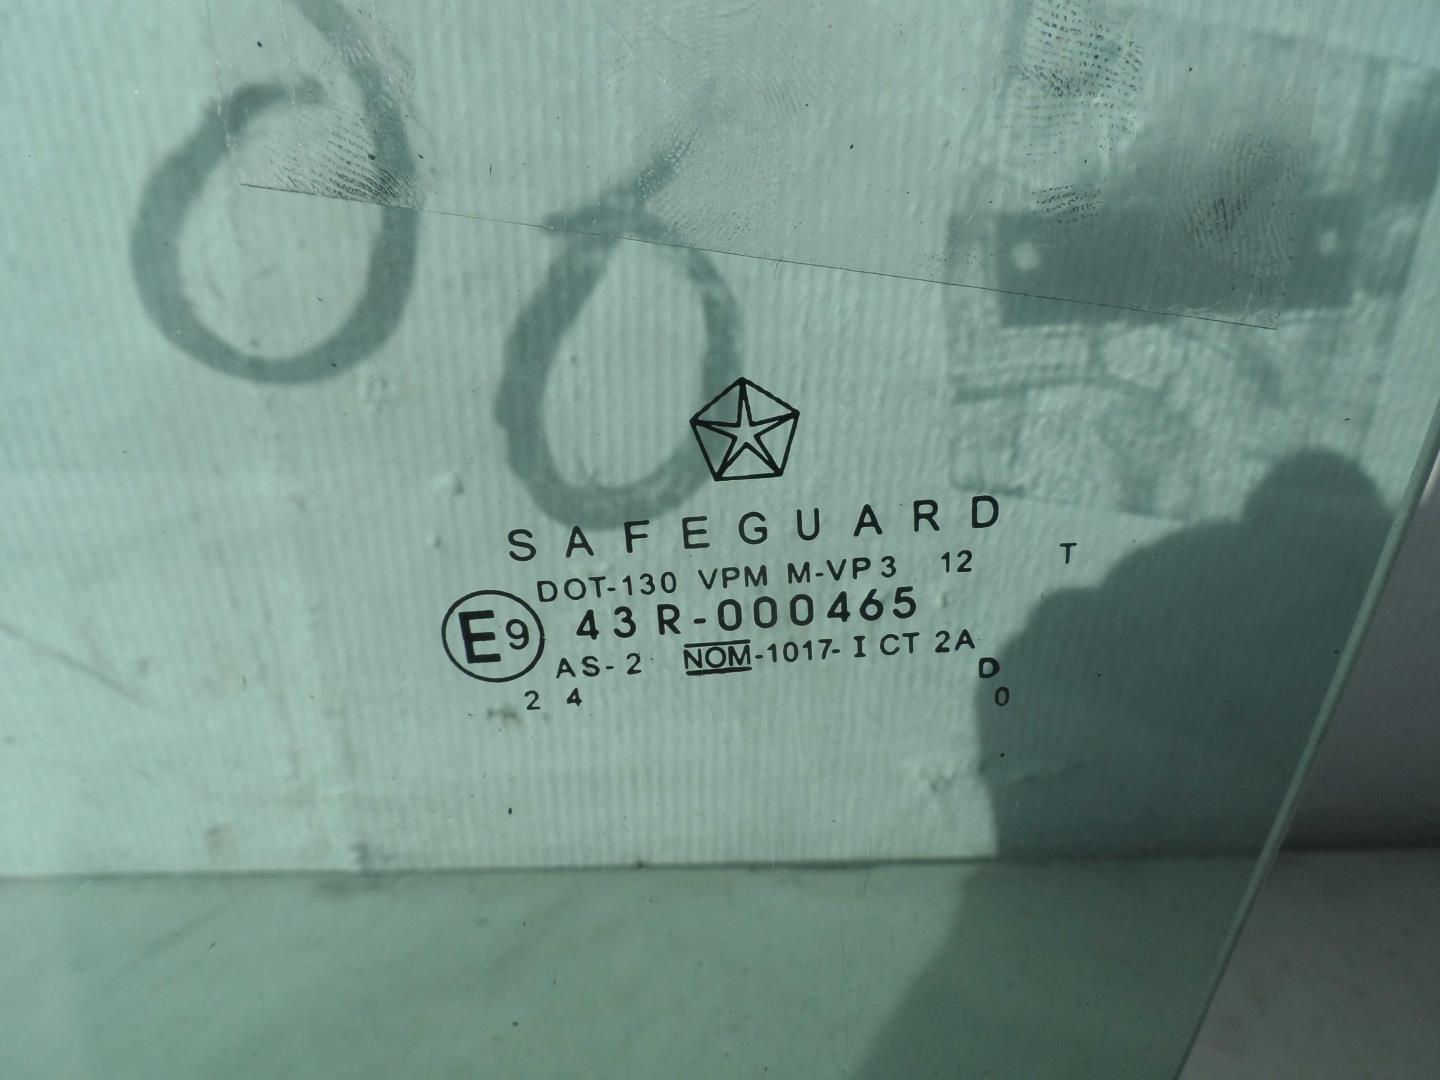 SAFEGUARD
DOT-130 VPM M-VP3 12 T
E9 43R-000465
AS-2 NOM-1017-I CT 2A
D
2 4 0